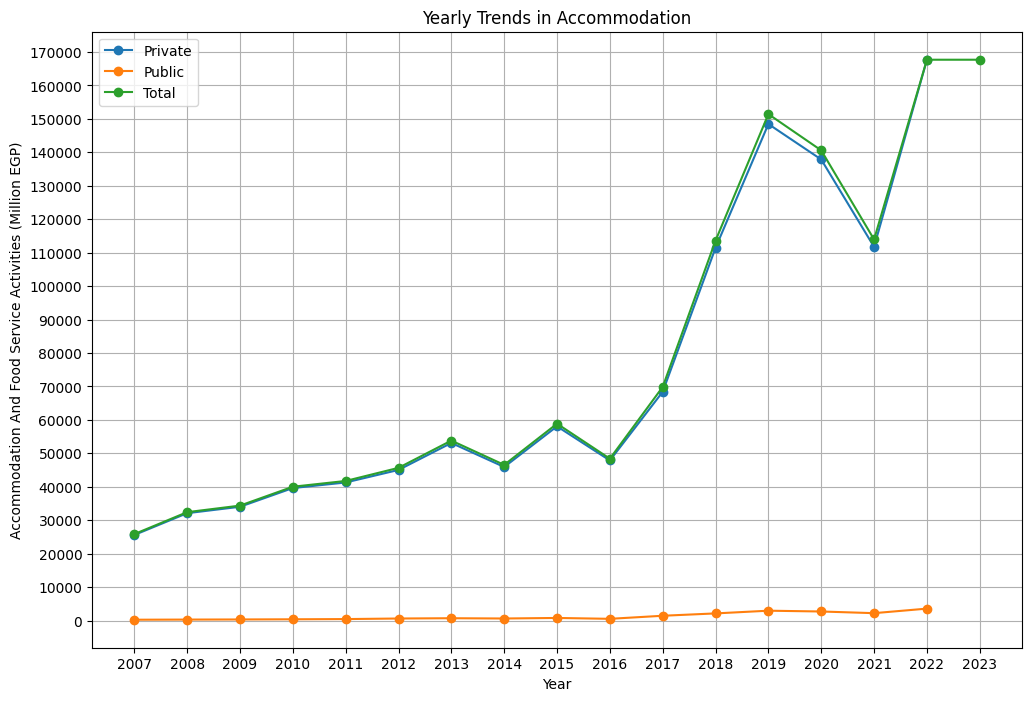 Yearly Trends in Accommodation
Private
Public
Total
Accommodation And Food Service Activities (Million EGP)
170000
160000
150000
140000
130000
120000
110000
100000
90000
80000
70000
60000
50000
40000
30000
20000
10000
0
2007 2008 2009 2010 2011 2012 2013 2014 2015 2016 2017 2018 2019 2020 2021 2022 2023
Year